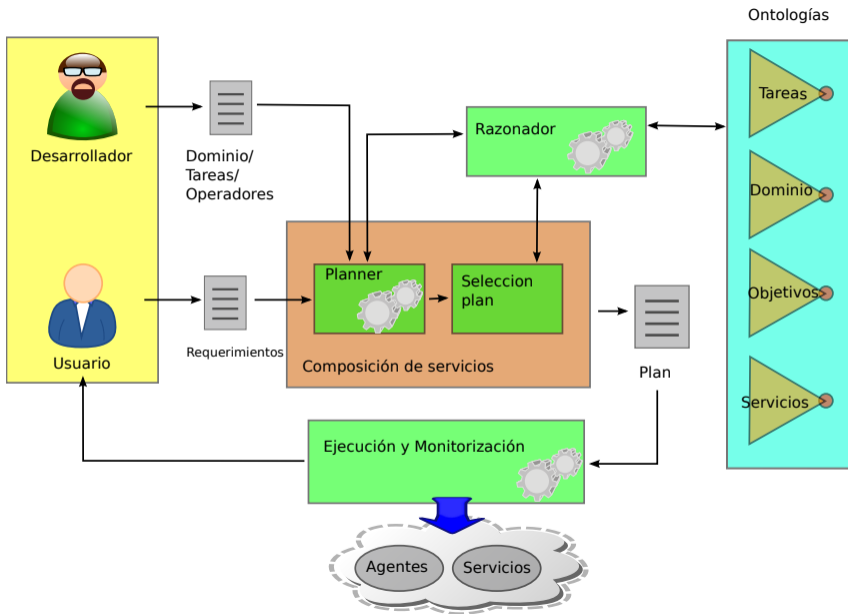 Ontologías
Desarrollador
Dominio/
Tareas/
Operadores
Razonador
Tareas
Dominio
Objetivos
Servicios
Usuario
Requerimientos
Planner
Seleccion
plan
Composición de servicios
Plan
Ejecución y Monitorización
Agentes
Servicios